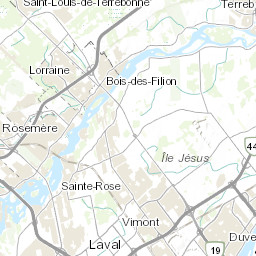 Saint-Louis-de-Terrebonne
Terreb
Lorraine
Bois-des-Filion
Rosemère
44
Île Jésus
Sainte-Rose
Vimont
Duve
Laval
19